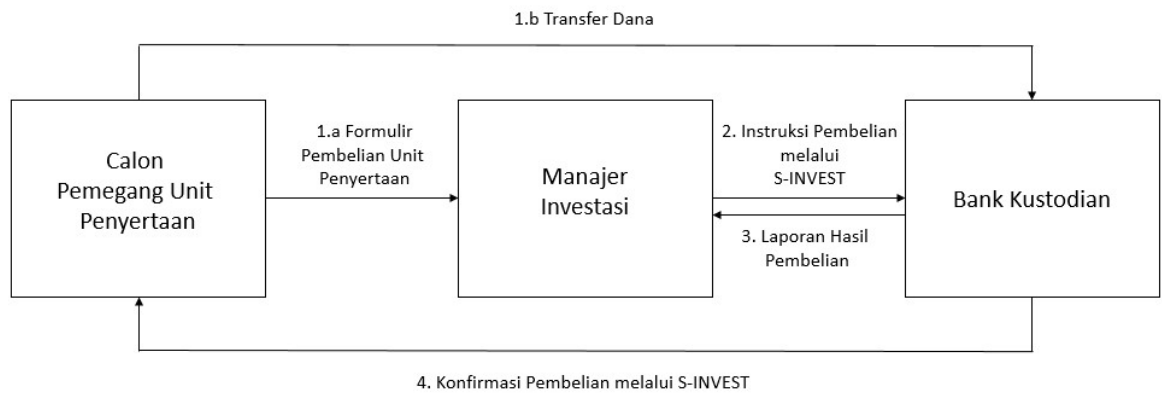 1.b Transfer Dana
Calon
Pemegang Unit
Penyertaan
1.a Formulir
Pembelian Unit
Penyertaan
Manajer
Investasi
2. Instruksi Pembelian
melalui
S-INVEST
3. Laporan Hasil
Pembelian
Bank Kustodian
4. Konfirmasi Pembelian melalui S-INVEST